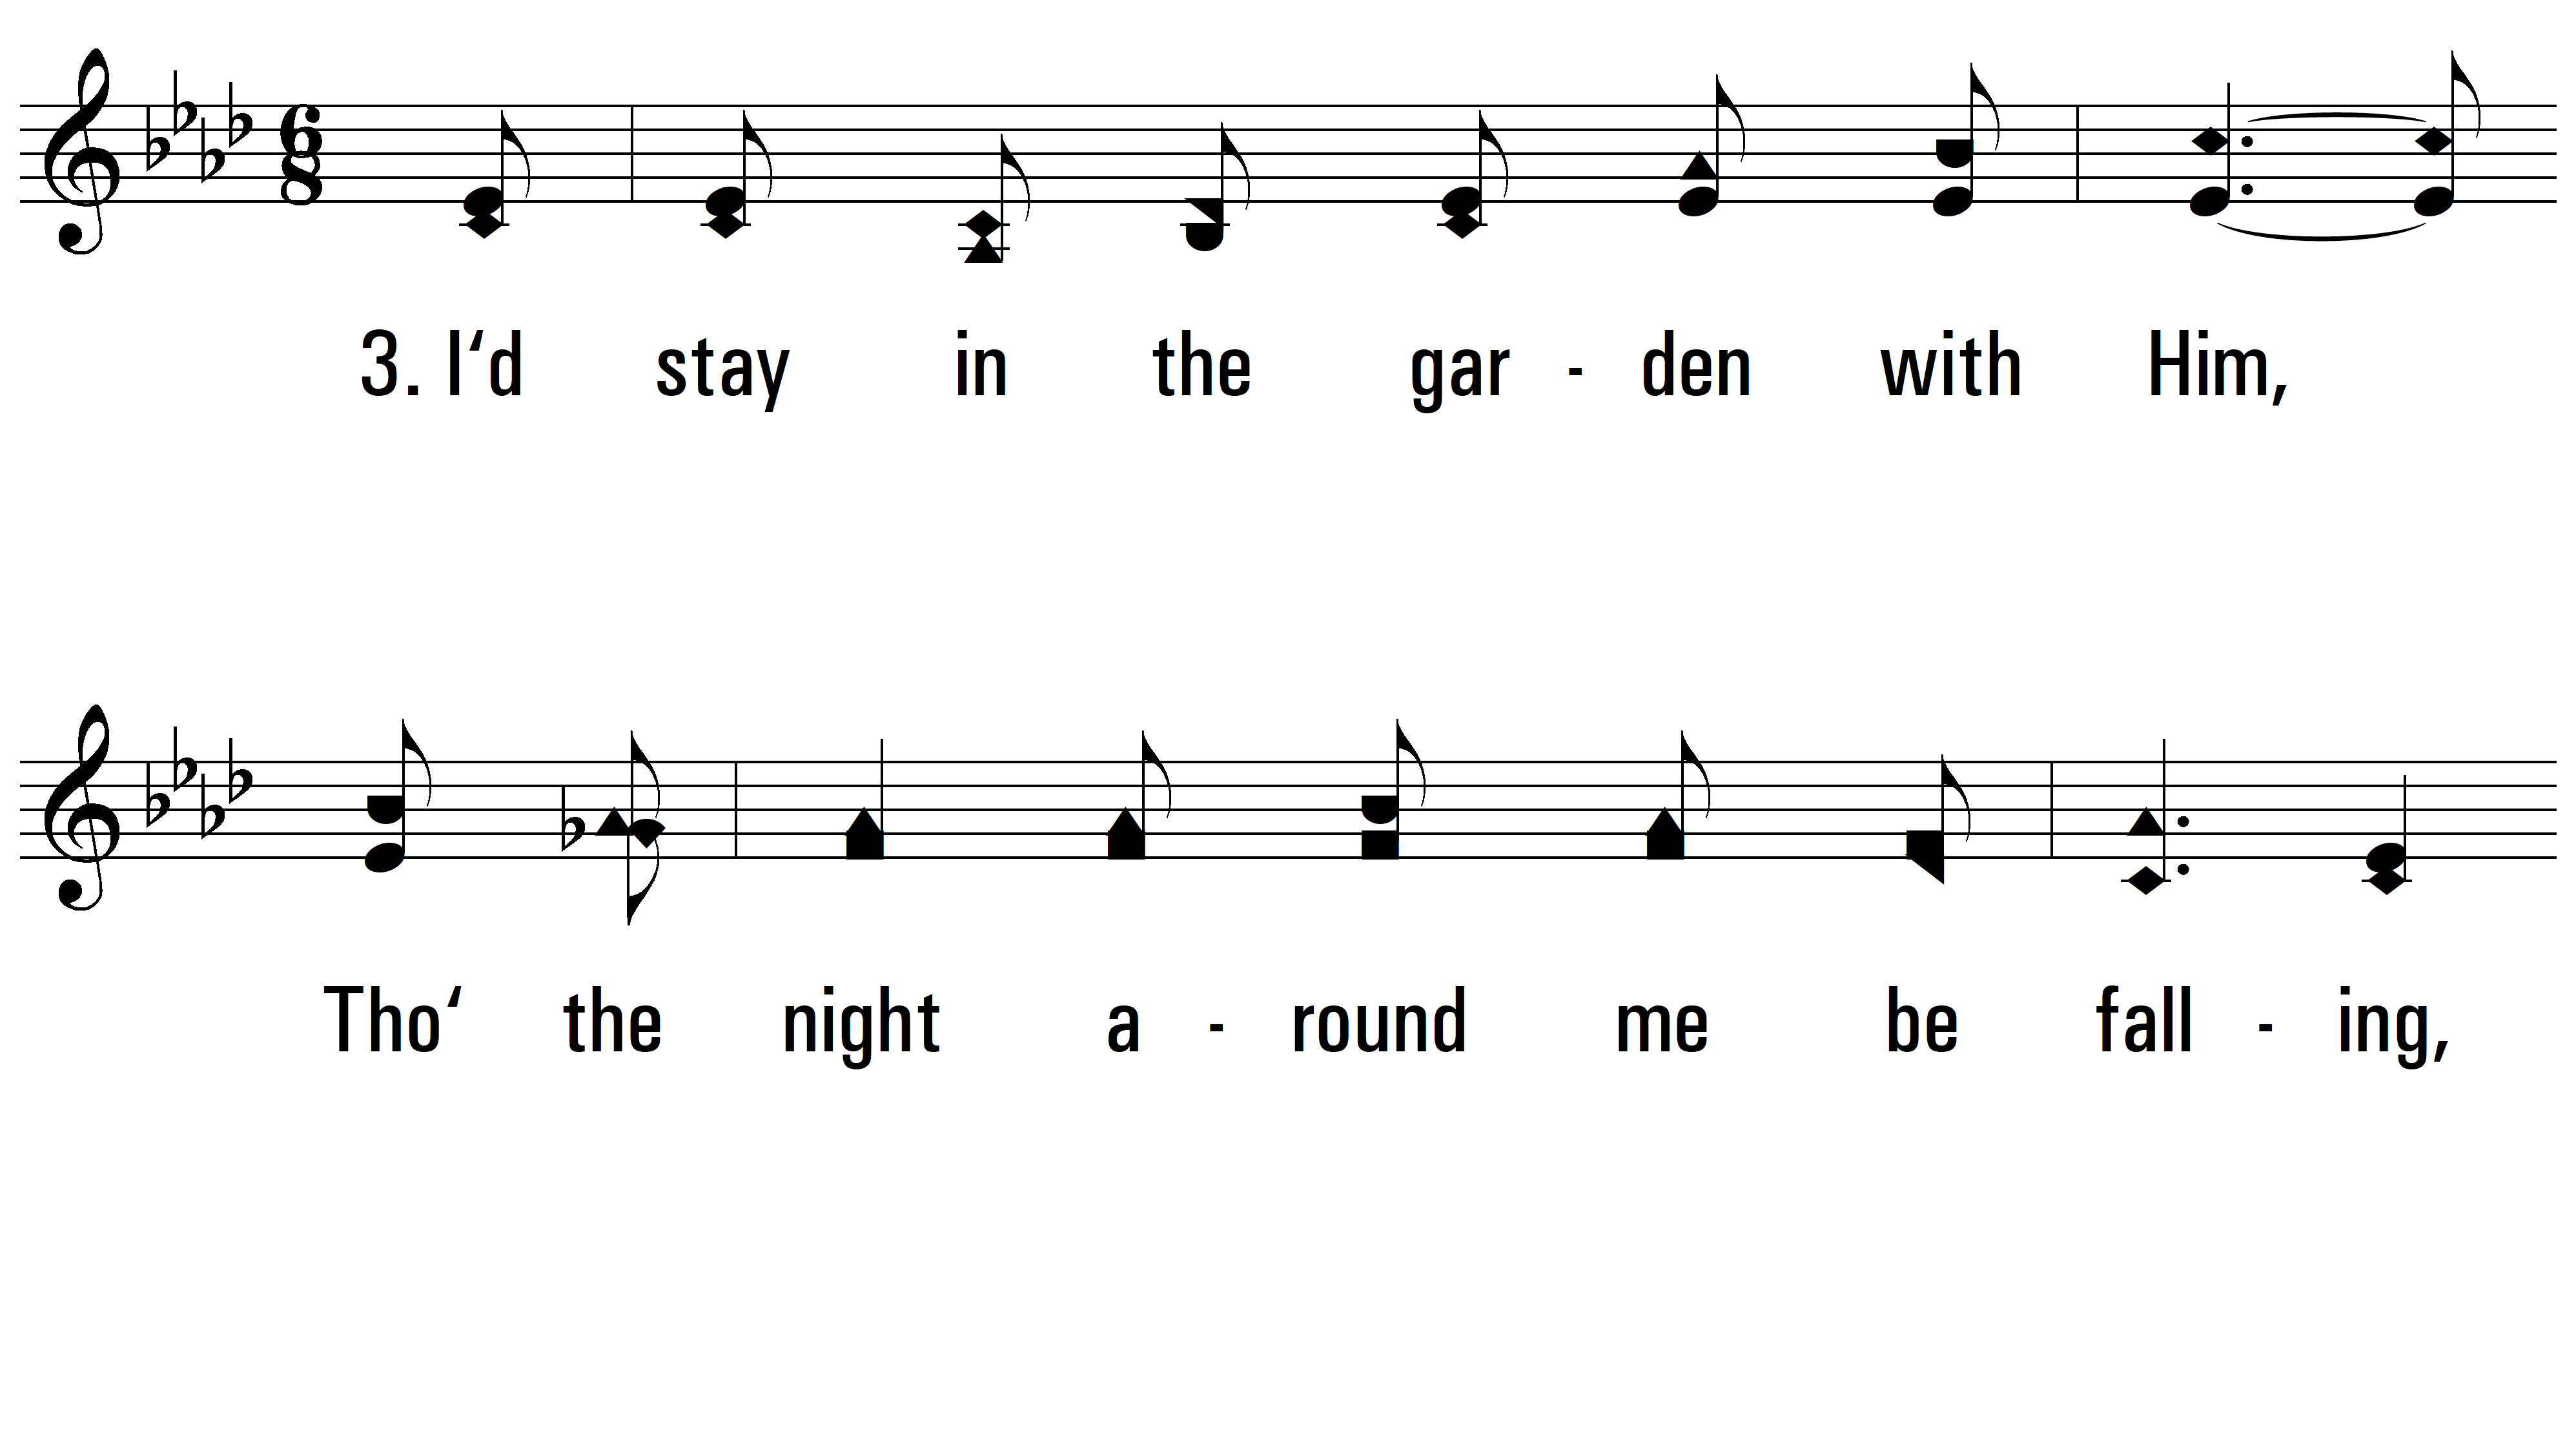 3. I‘d stay in the gar - den with Him,
Tho‘ the night a - round me be fall - ing,